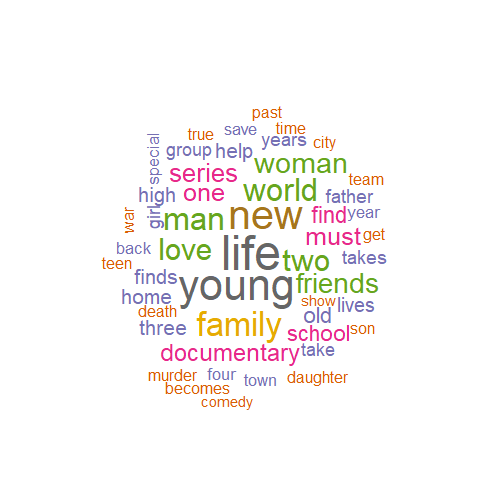 past
true save time
special group help years city
series woman team
high one world father
war girl man new find year
back love life must get
teen two takes
finds young friends
home show lives
death family old
three school son
documentary take
murder four town daughter
becomes
comedy